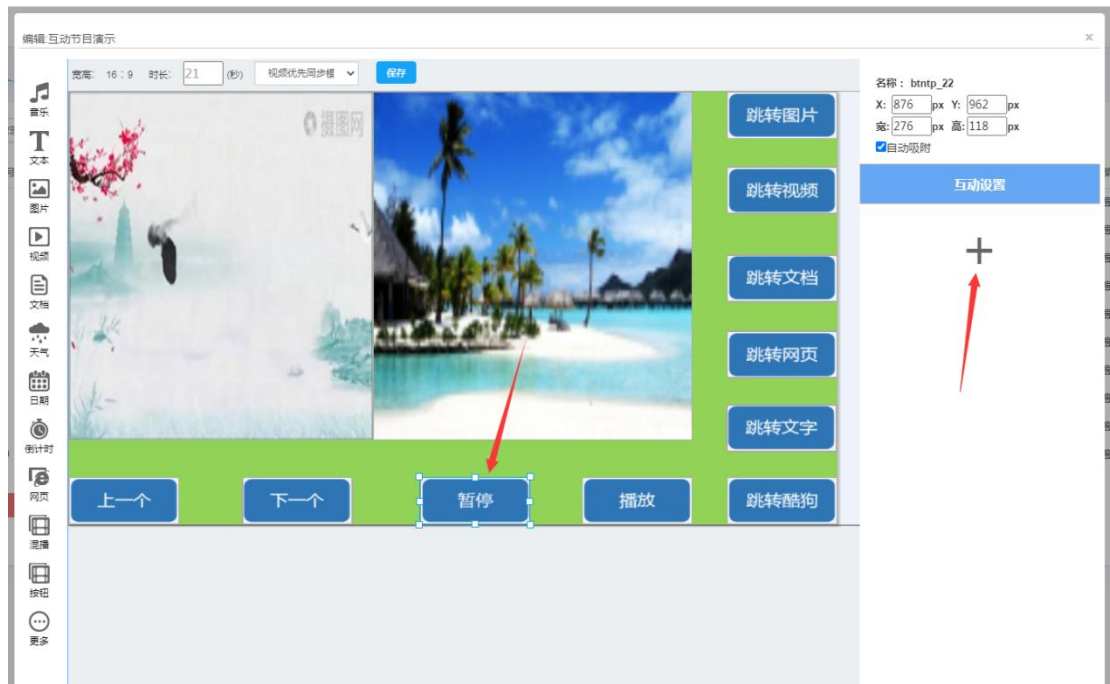 编辑:互动节目演示
×
宽高: 16:9 时长: 21 (秒) 视频优先同步模 保存
音乐
文本
图片
视频
文档
天气
日期
倒计时
网页
混播
按钮
更多
摄图网
跳转图片
跳转视频
跳转文档
跳转网页
跳转文字
上一个 下一个 暂停 播放 跳转酷狗
名称: btntp_22
X: 876 px Y: 962 px
宽: 276 px 高: 118 px
自动吸附
互动设置